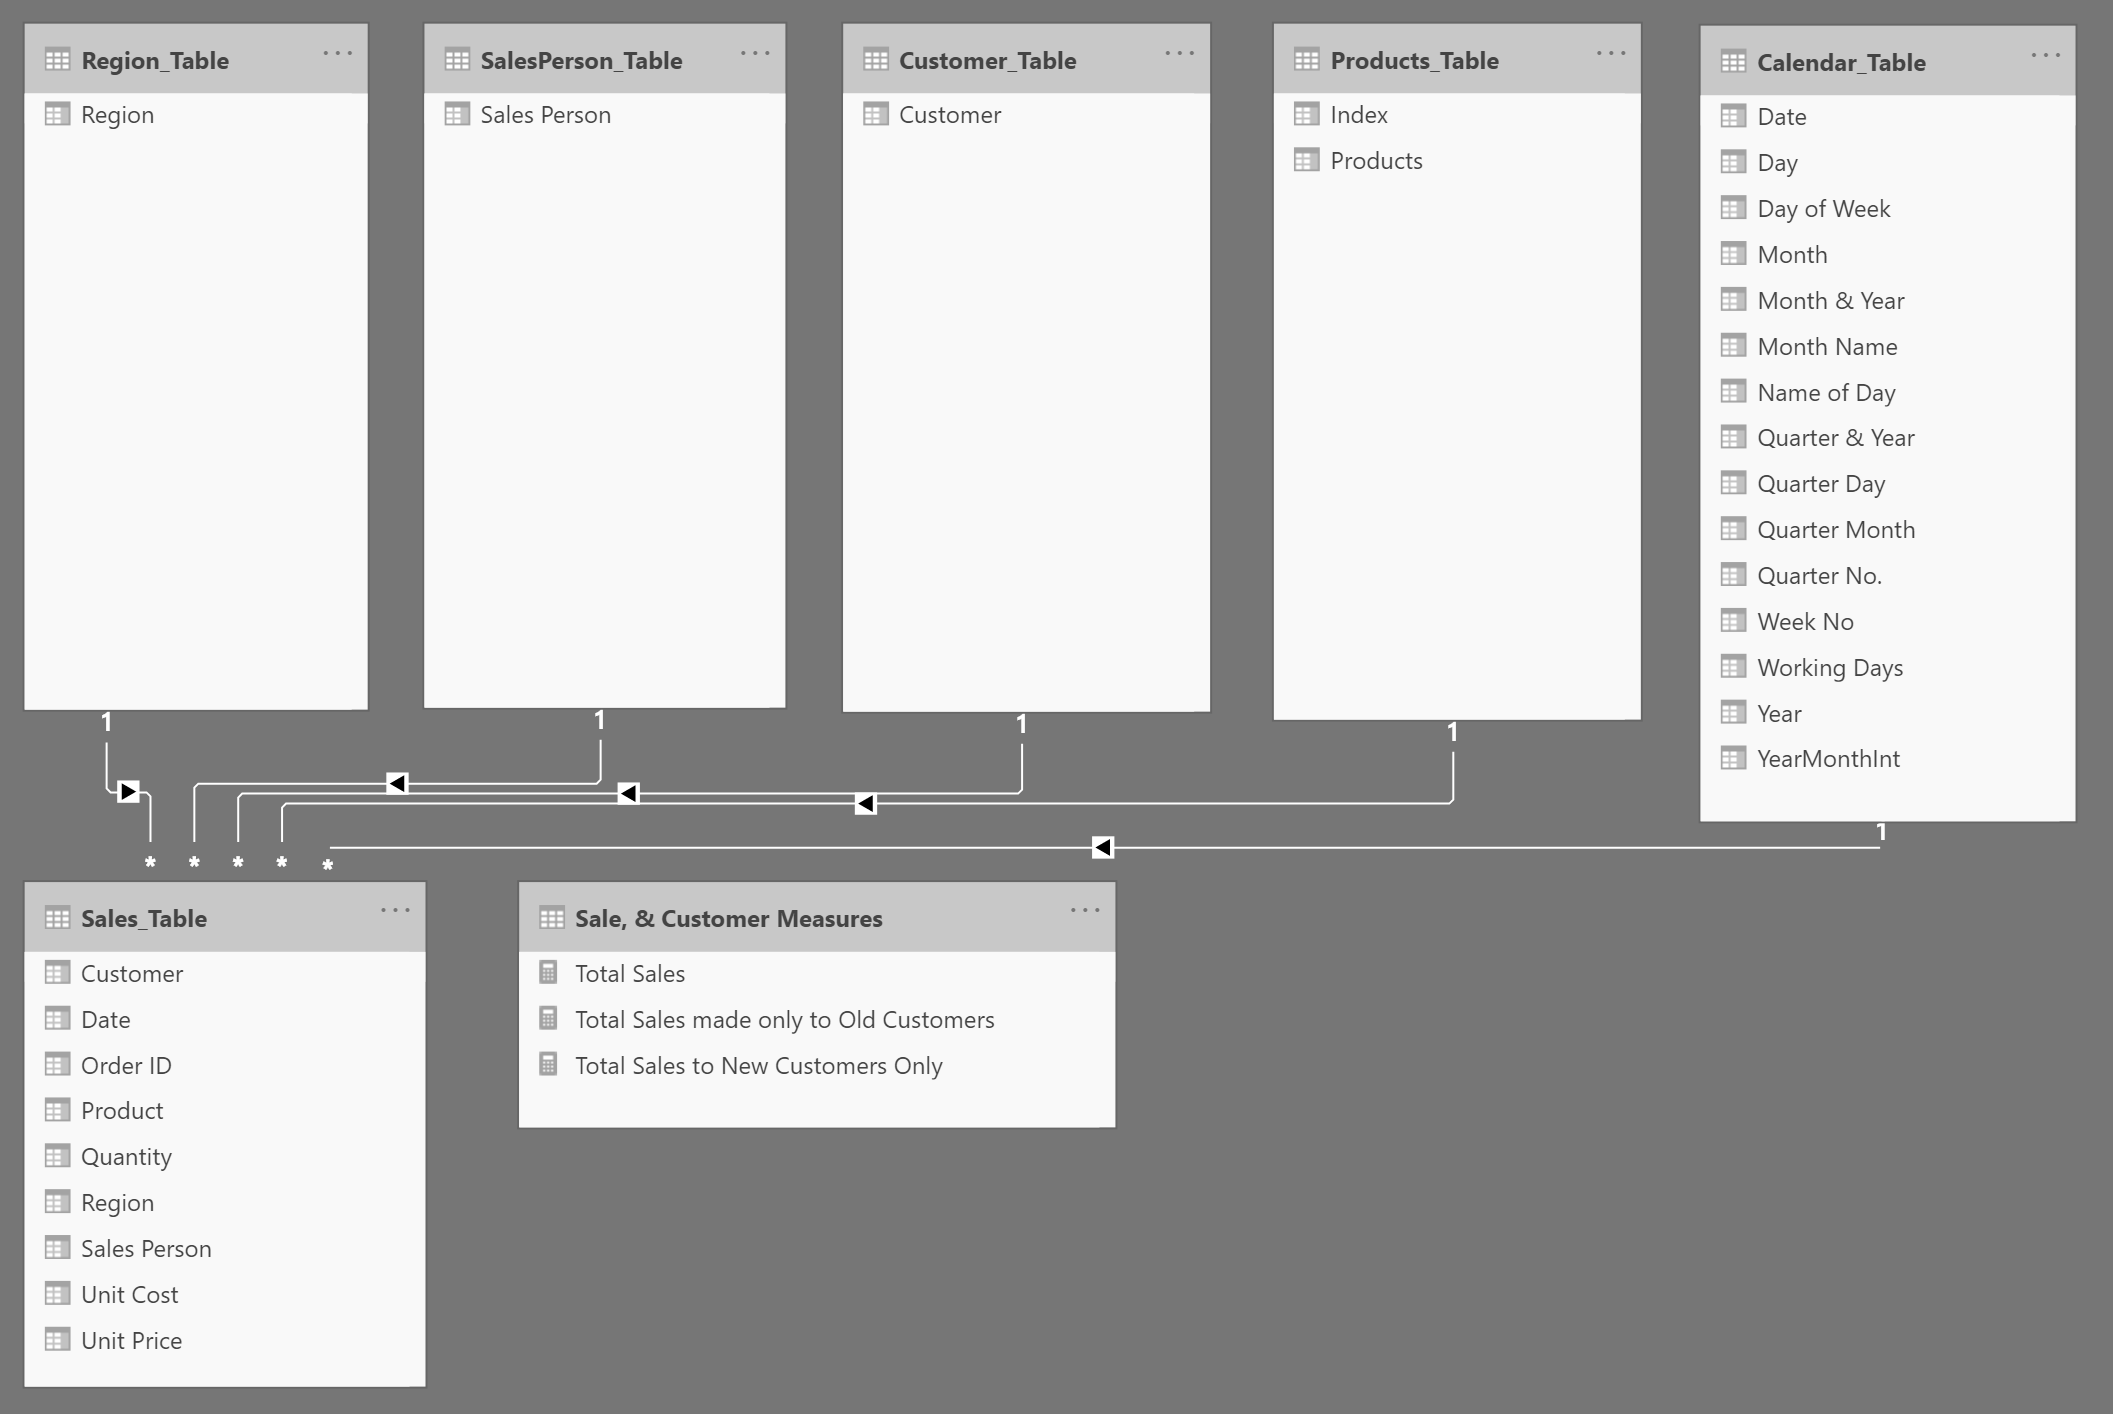 Region_Table
Region
SalesPerson_Table
Sales Person
Customer_Table
Customer
Products_Table
Index
Products
Calendar_Table
Date
Day
Day of Week
Month
Month & Year
Month Name
Name of Day
Quarter & Year
Quarter Day
Quarter Month
Quarter No.
Week No
Working Days
Year
YearMonthInt
1
1
1
1
1
*
*
*
*
*
Sales_Table
Customer
Date
Order ID
Product
Quantity
Region
Sales Person
Unit Cost
Unit Price
Sale, & Customer Measures
Total Sales
Total Sales made only to Old Customers
Total Sales to New Customers Only